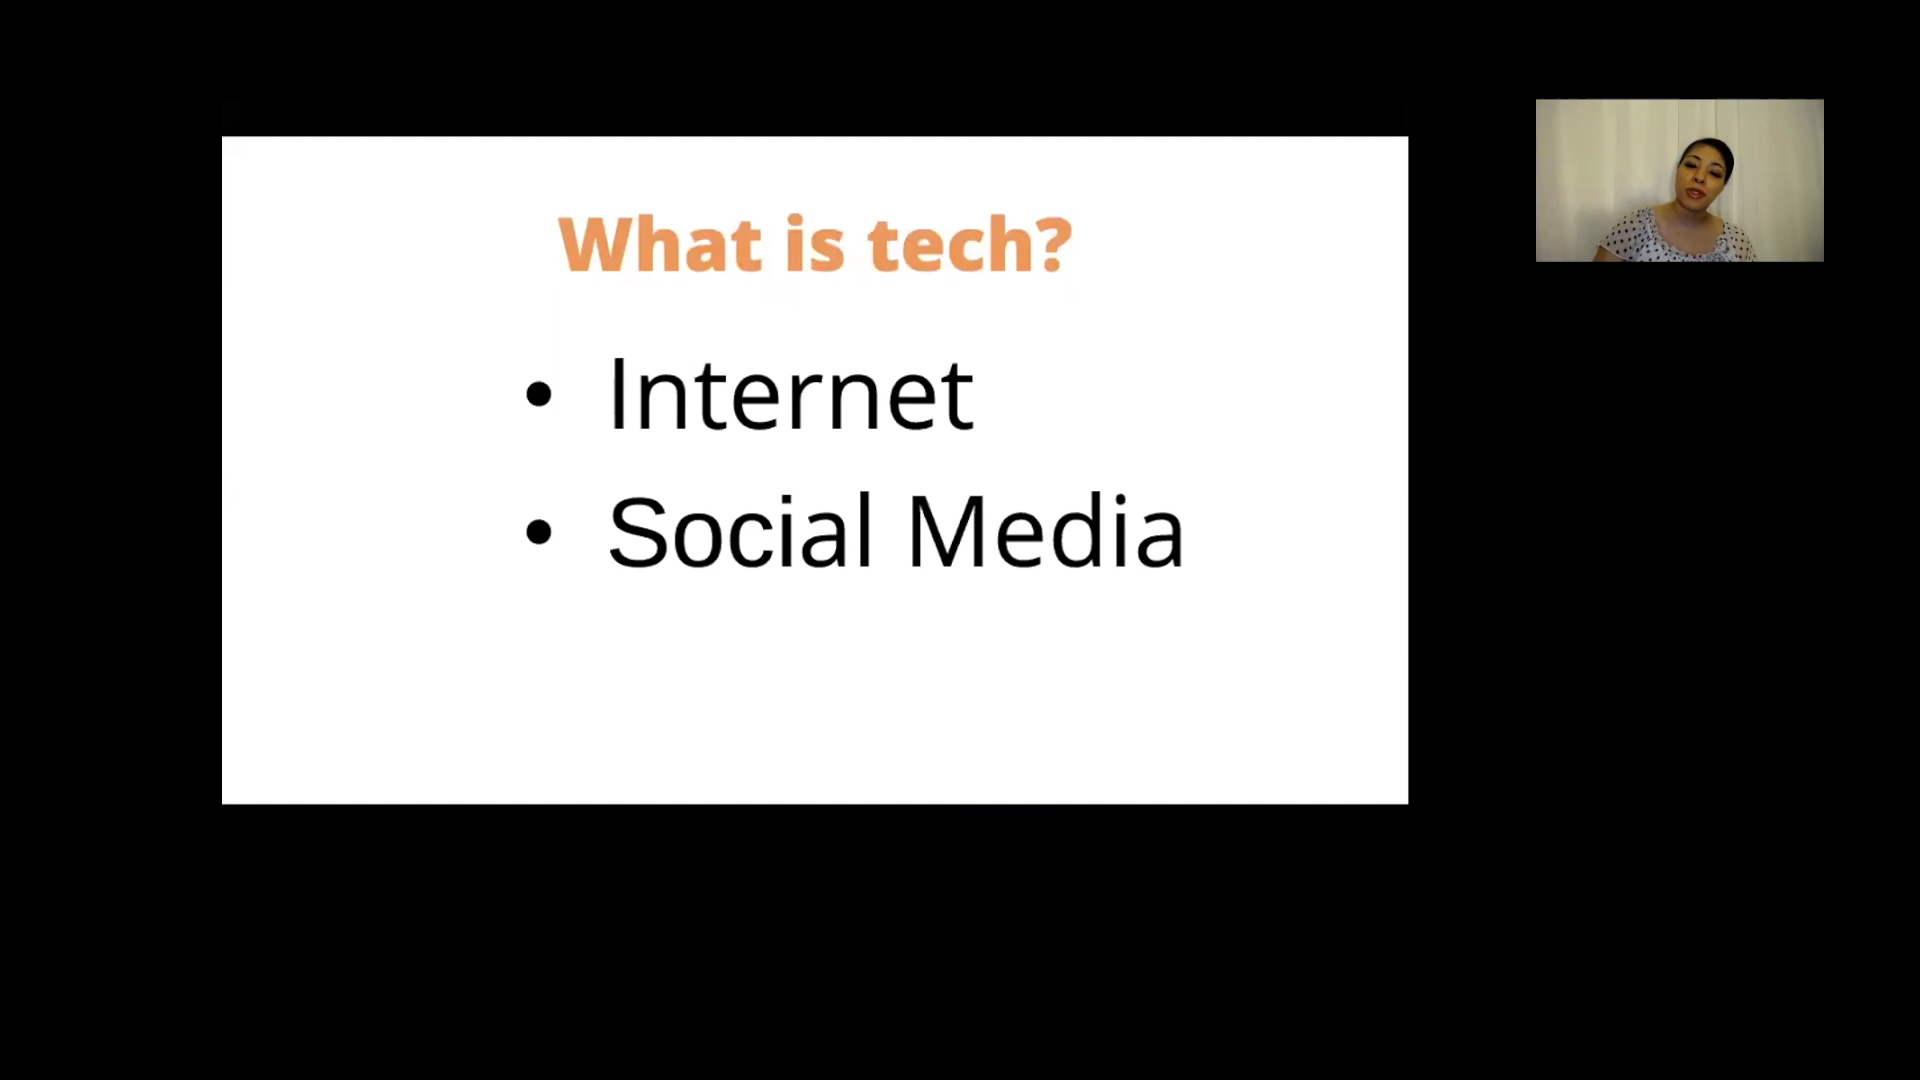 What is tech?
• Internet
• Social Media